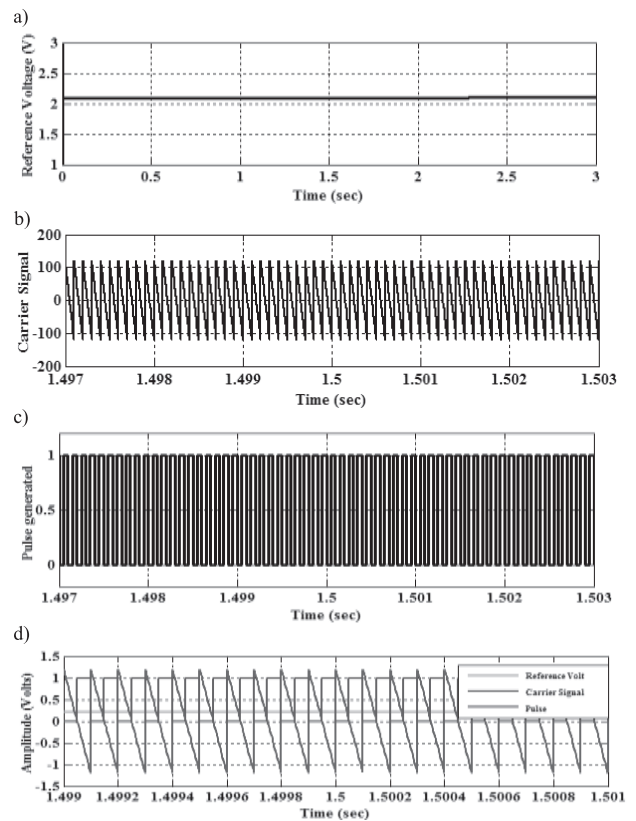 a)
Reference Voltage (V)
3
2.5
2
1.5
1
0 0.5 1 1.5 2 2.5 3
Time (sec)
b)
Carrier Signal
200
100
0
-100
-200
1.497 1.498 1.499 1.5 1.501 1.502 1.503
Time (sec)
c)
Pulse generated
1
0.5
0
1.497 1.498 1.499 1.5 1.501 1.502 1.503
Time (sec)
d)
Amplitude (Volts)
1.5
1
0.5
0
-0.5
-1
-1.5
Reference Volt
Carrier Signal
Pulse
1.499 1.4992 1.4994 1.4996 1.4998 1.5 1.5002 1.5004 1.5006 1.5008 1.501
Time (sec)